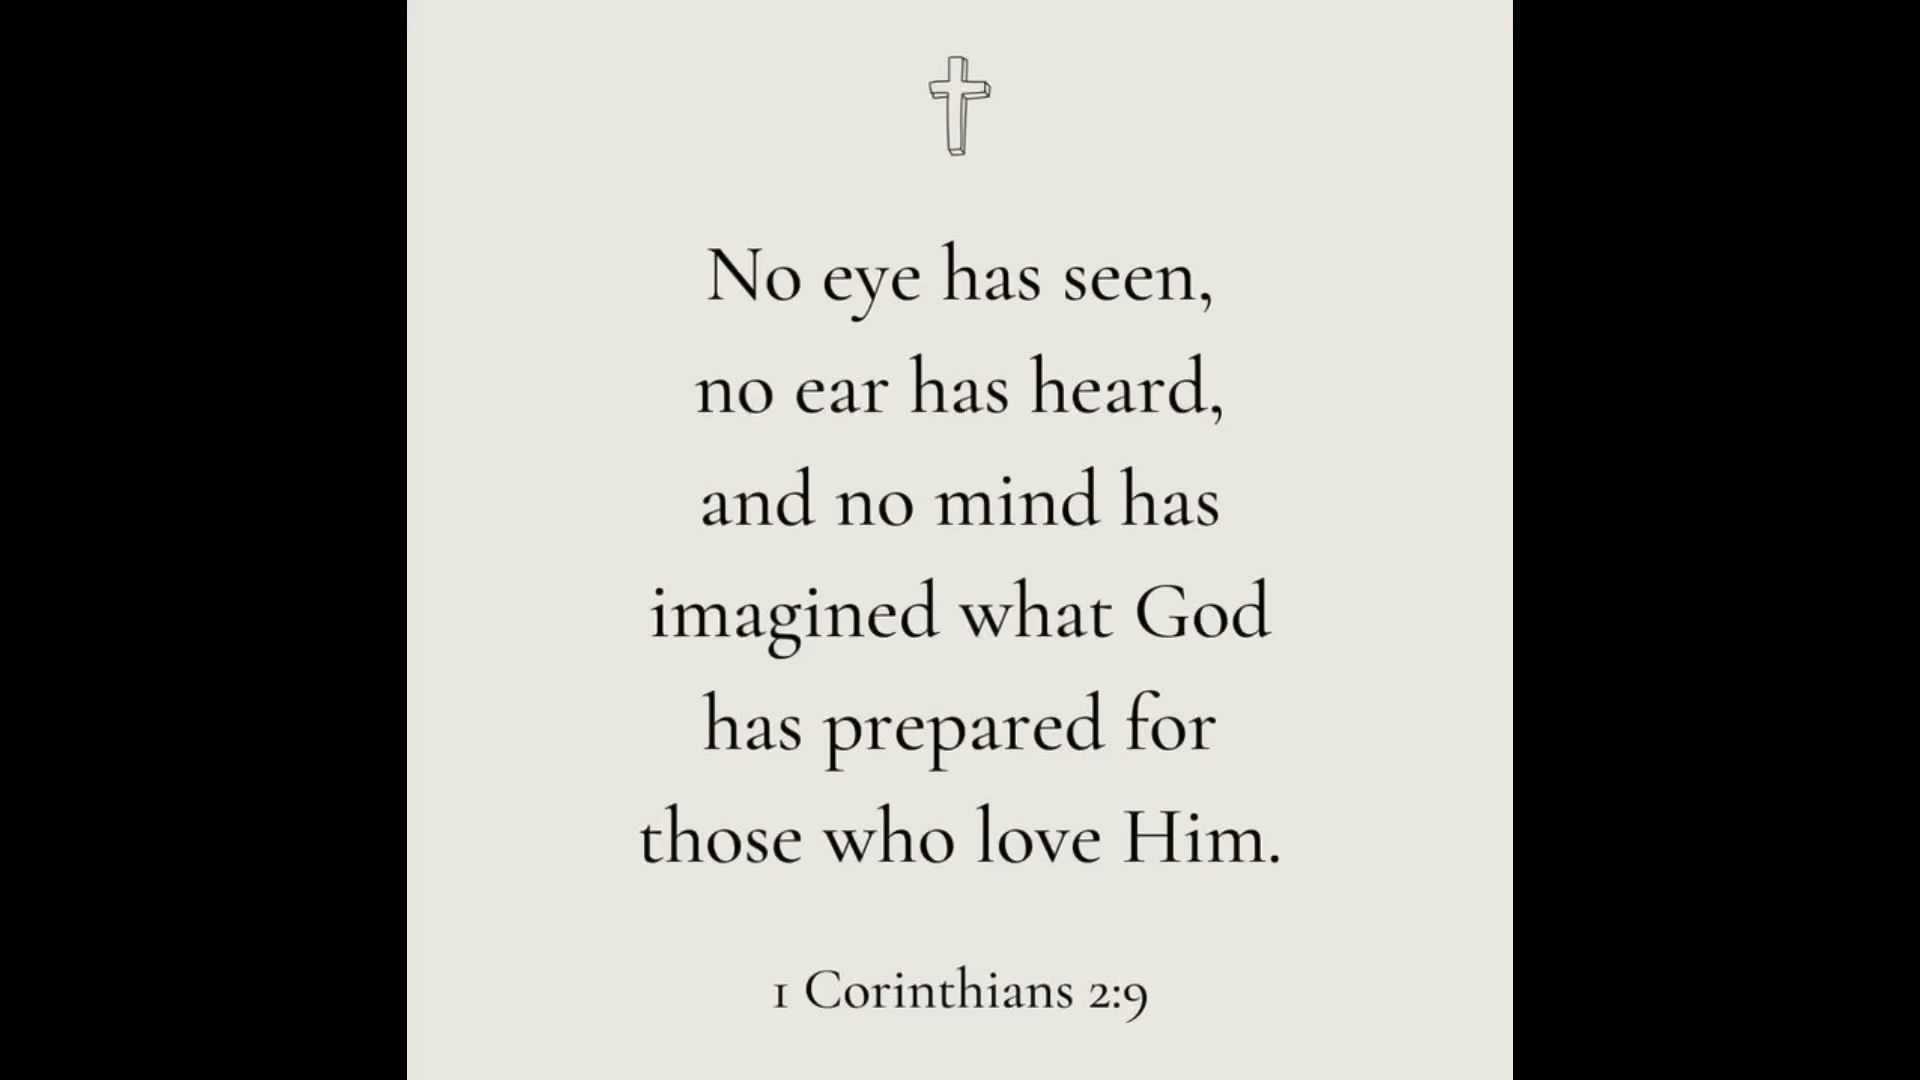 No eye has seen,
no ear has heard,
and no mind has
imagined what God
has prepared for
those who love Him.
1 Corinthians 2:9